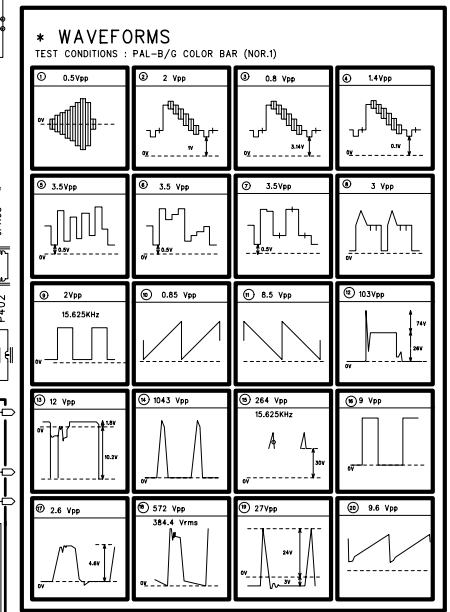 * WAVEFORMS
TEST CONDITIONS : PAL-B/G COLOR BAR (NOR.1)
① 0.5Vpp
0V
② 2 Vpp
0V
1V
③ 0.8 Vpp
0V
3.14V
④ 1.4Vpp
0V
0.1V
⑤ 3.5Vpp
0V
0.5V
⑥ 3.5 Vpp
0V
0.5V
⑦ 3.5Vpp
0V
0.5V
⑧ 3 Vpp
0V
⑨ 2Vpp
15.625KHz
0V
⑩ 0.85 Vpp
⑪ 8.5 Vpp
⑫ 103Vpp
74V
26V
0V
⑬ 12 Vpp
0V
1.8V
10.2V
⑭ 1043 Vpp
0V
⑮ 264 Vpp
15.625KHz
30V
0V
⑯ 9 Vpp
0V
⑰ 2.6 Vpp
4.6V
⑱ 572 Vpp
384.4 Vrms
0V
⑲ 27Vpp
24V
0V
3V
⑳ 9.6 Vpp
0V
P402